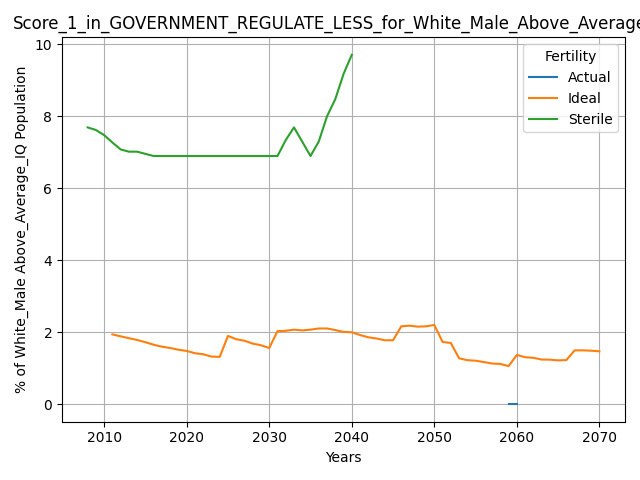 Score_1_in_GOVERNMENT_REGULATE_LESS_for_White_Male_Above_Average
% of White_Male Above_Average_IQ Population
10
8
6
4
2
0
Fertility
Actual
Ideal
Sterile
2010 2020 2030 2040 2050 2060 2070
Years